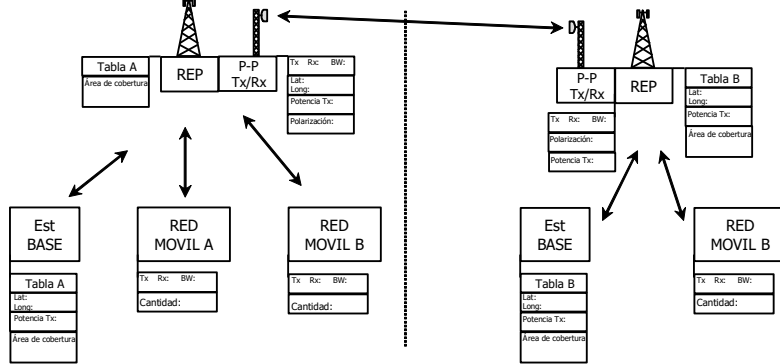 Tabla A
Área de cobertura
REP
P-P
Tx/Rx
Tx Rx: BW:
Lat:
Long:
Potencia Tx:
Polarización:
Est
BASE
RED
MOVIL A
RED
MOVIL B
Tabla A
Lat:
Long:
Potencia Tx:
Área de cobertura
Tx Rx: BW:
Cantidad:
Tx Rx: BW:
Cantidad:
P-P
Tx/Rx
REP
Tabla B
Lat:
Long:
Potencia Tx:
Área de cobertura
Tx Rx: BW:
Polarización:
Potencia Tx:
Est
BASE
RED
MOVIL B
Tabla B
Lat:
Long:
Potencia Tx:
Área de cobertura
Tx Rx: BW:
Cantidad: